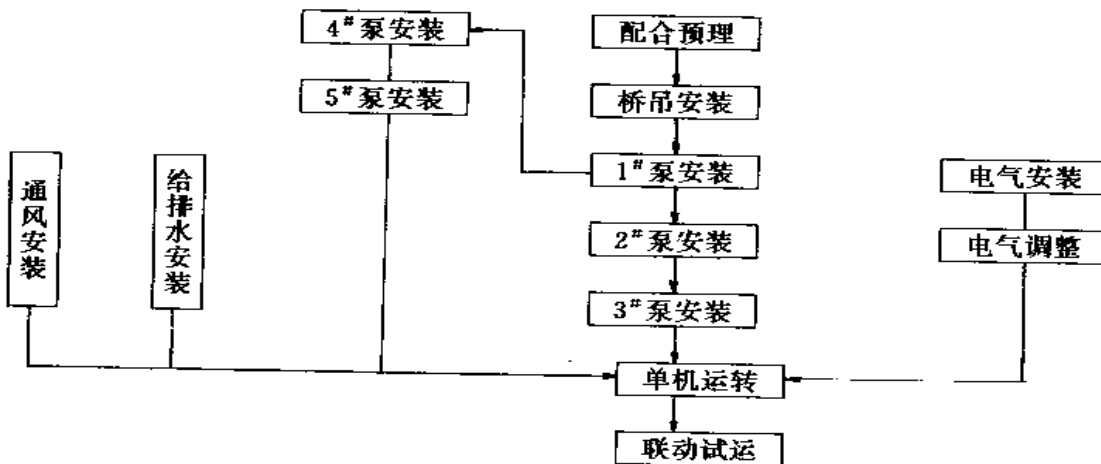 4#泵安装
配合预理
5#泵安装
桥吊安装
通风安装
给排水安装
1#泵安装
电气安装
2#泵安装
电气调整
3#泵安装
单机运转
联动试运